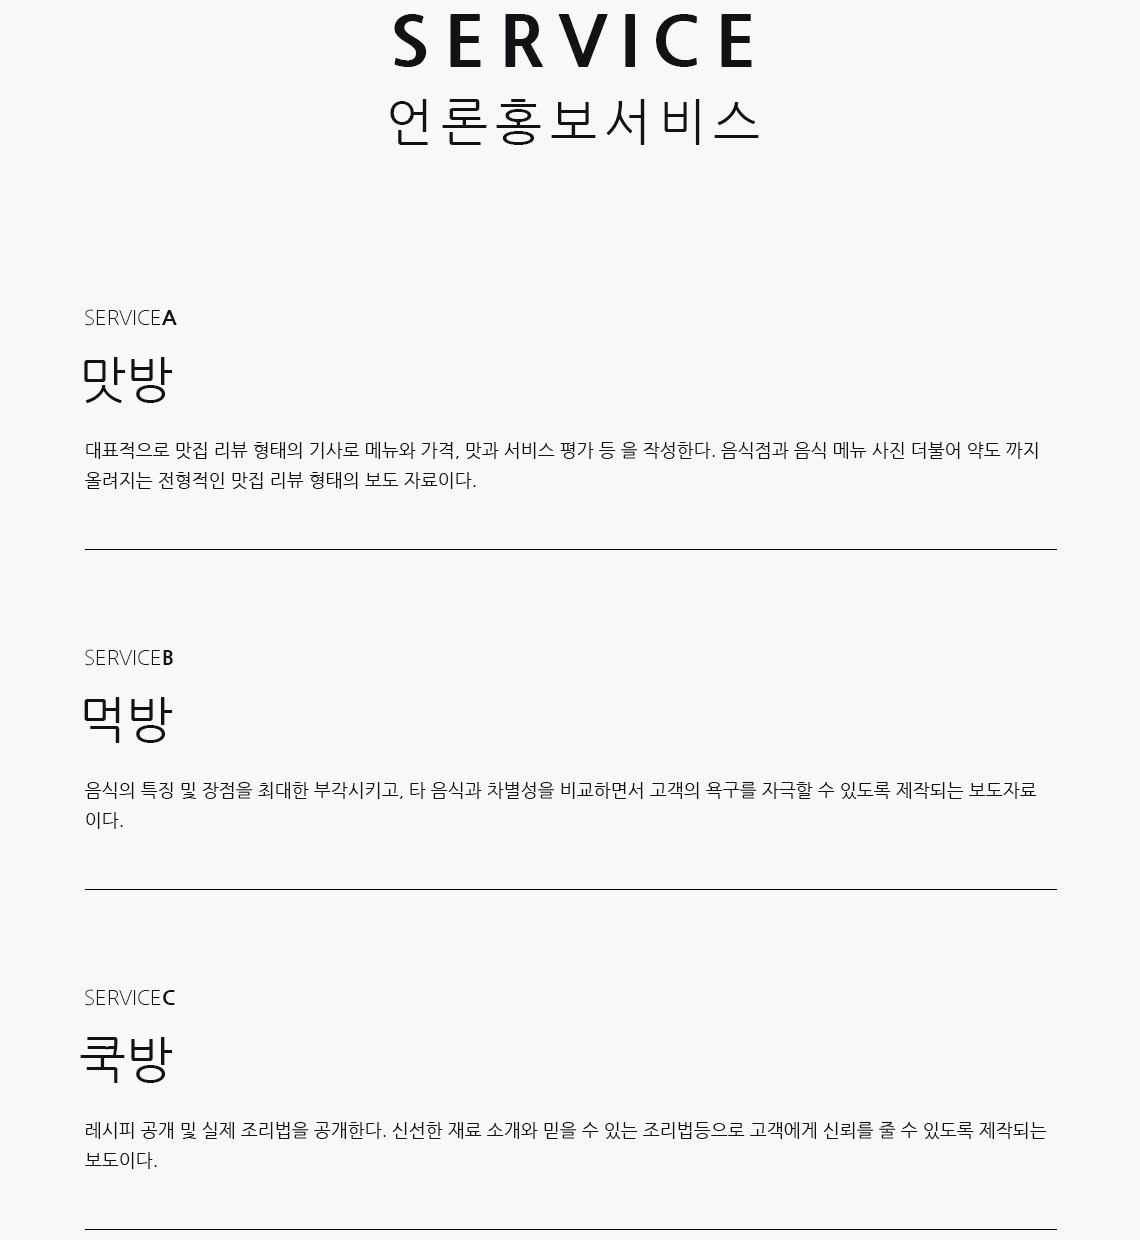 SERVICE
언론홍보서비스
SERVICEA
맛방
대표적으로 맛집 리뷰 형태의 기사로 메뉴와 가격, 맛과 서비스 평가 등 을 작성한다. 음식점과 음식 메뉴 사진 더불어 약도 까지
올려지는 전형적인 맛집 리뷰 형태의 보도 자료이다.
SERVICEB
먹방
음식의 특징 및 장점을 최대한 부각시키고, 타 음식과 차별성을 비교하면서 고객의 욕구를 자극할 수 있도록 제작되는 보도자료
이다.
SERVICEC
쿡방
레시피 공개 및 실제 조리법을 공개한다. 신선한 재료 소개와 믿을 수 있는 조리법등으로 고객에게 신뢰를 줄 수 있도록 제작되는
보도이다.